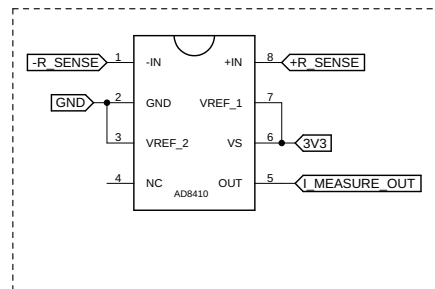 -R_SENSE 1 -IN +IN 8 +R_SENSE
GND 2 GND VREF_1 7
3 VREF_2 VS 6 3V3
4 NC OUT 5 I_MEASURE_OUT
AD8410